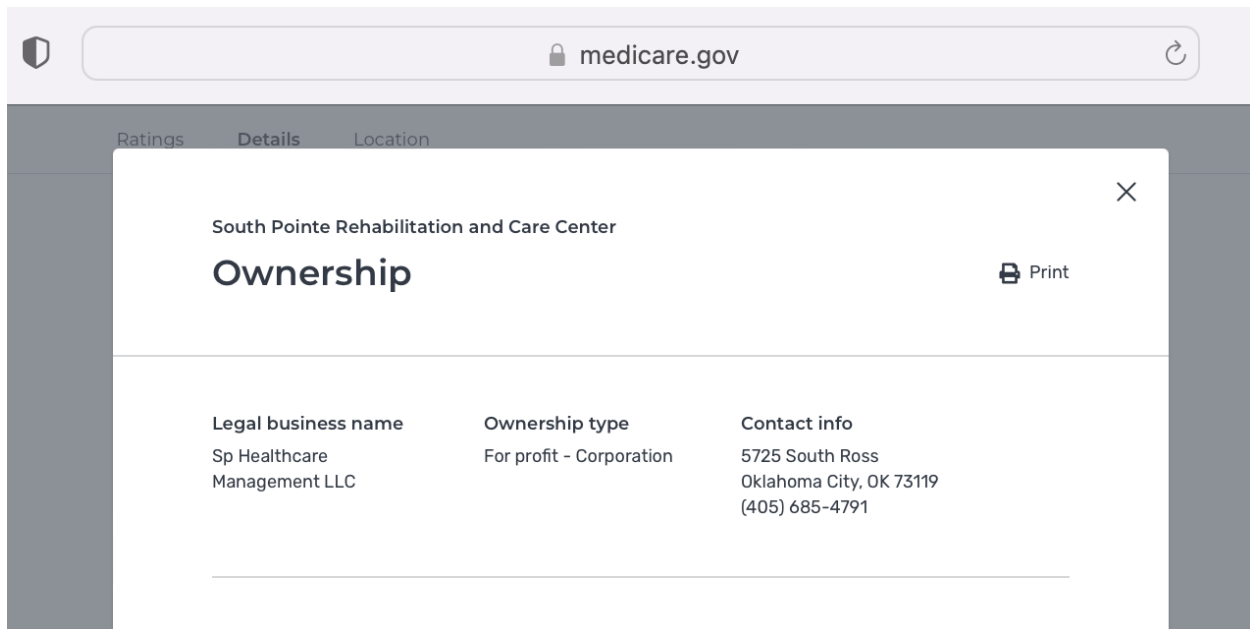 medicare.gov
Ratings Details Location
South Pointe Rehabilitation and Care Center
Ownership
Print
Legal business name
Sp Healthcare
Management LLC
Ownership type
For profit - Corporation
Contact info
5725 South Ross
Oklahoma City, OK 73119
(405) 685-4791